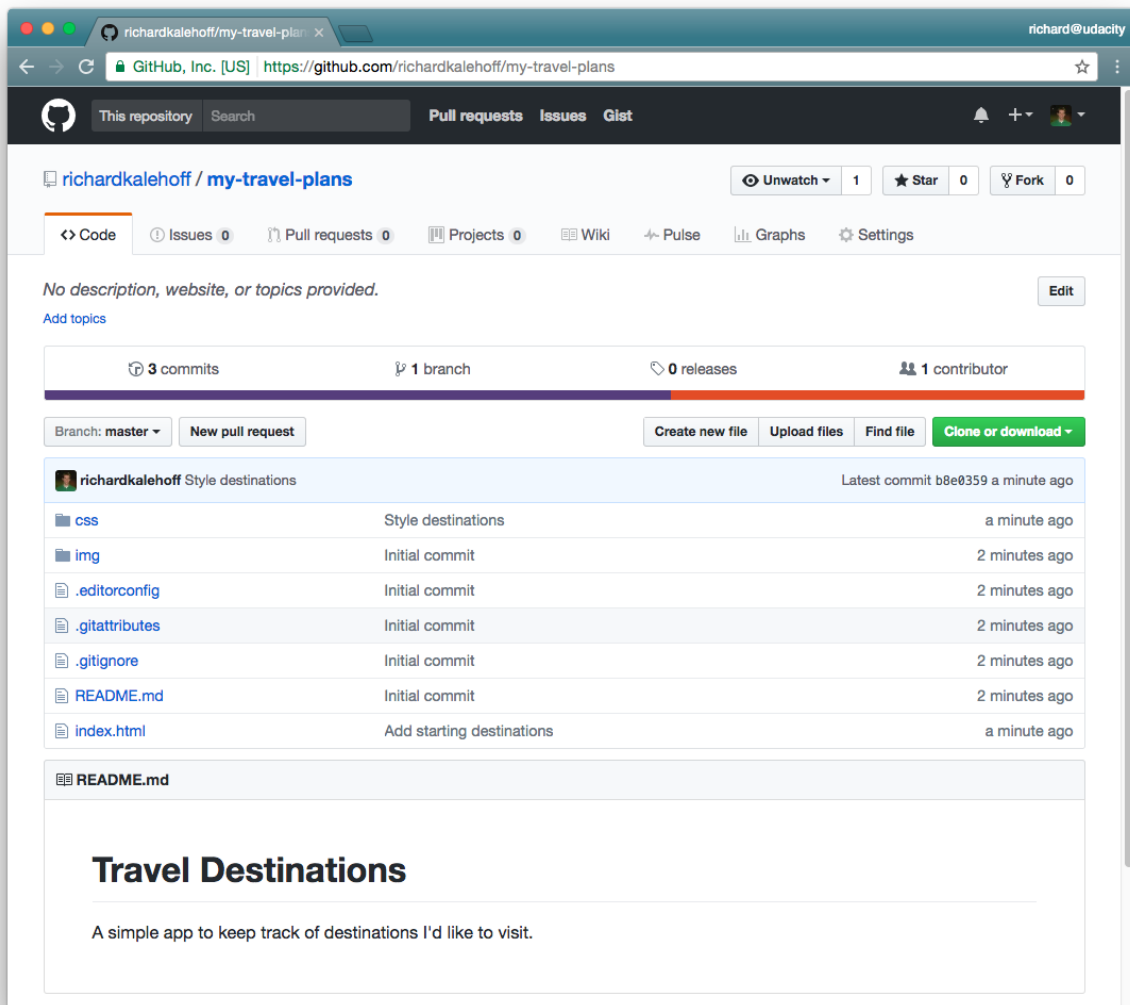 richardkalehoff/my-travel-plan
richard@udacity
GitHub, Inc. [US] https://github.com/richardkalehoff/my-travel-plans
This repository Search Pull requests Issues Gist
richardkalehoff / my-travel-plans Unwatch 1 Star 0 Fork 0
Code Issues 0 Pull requests 0 Projects 0 Wiki Pulse Graphs Settings
No description, website, or topics provided. Edit
Add topics
3 commits 1 branch 0 releases 1 contributor
Branch: master New pull request Create new file Upload files Find file Clone or download
richardkalehoff Style destinations Latest commit b8e0359 a minute ago
css Style destinations a minute ago
img Initial commit 2 minutes ago
.editorconfig Initial commit 2 minutes ago
.gitattributes Initial commit 2 minutes ago
.gitignore Initial commit 2 minutes ago
README.md Initial commit 2 minutes ago
index.html Add starting destinations a minute ago
README.md
Travel Destinations
A simple app to keep track of destinations I'd like to visit.